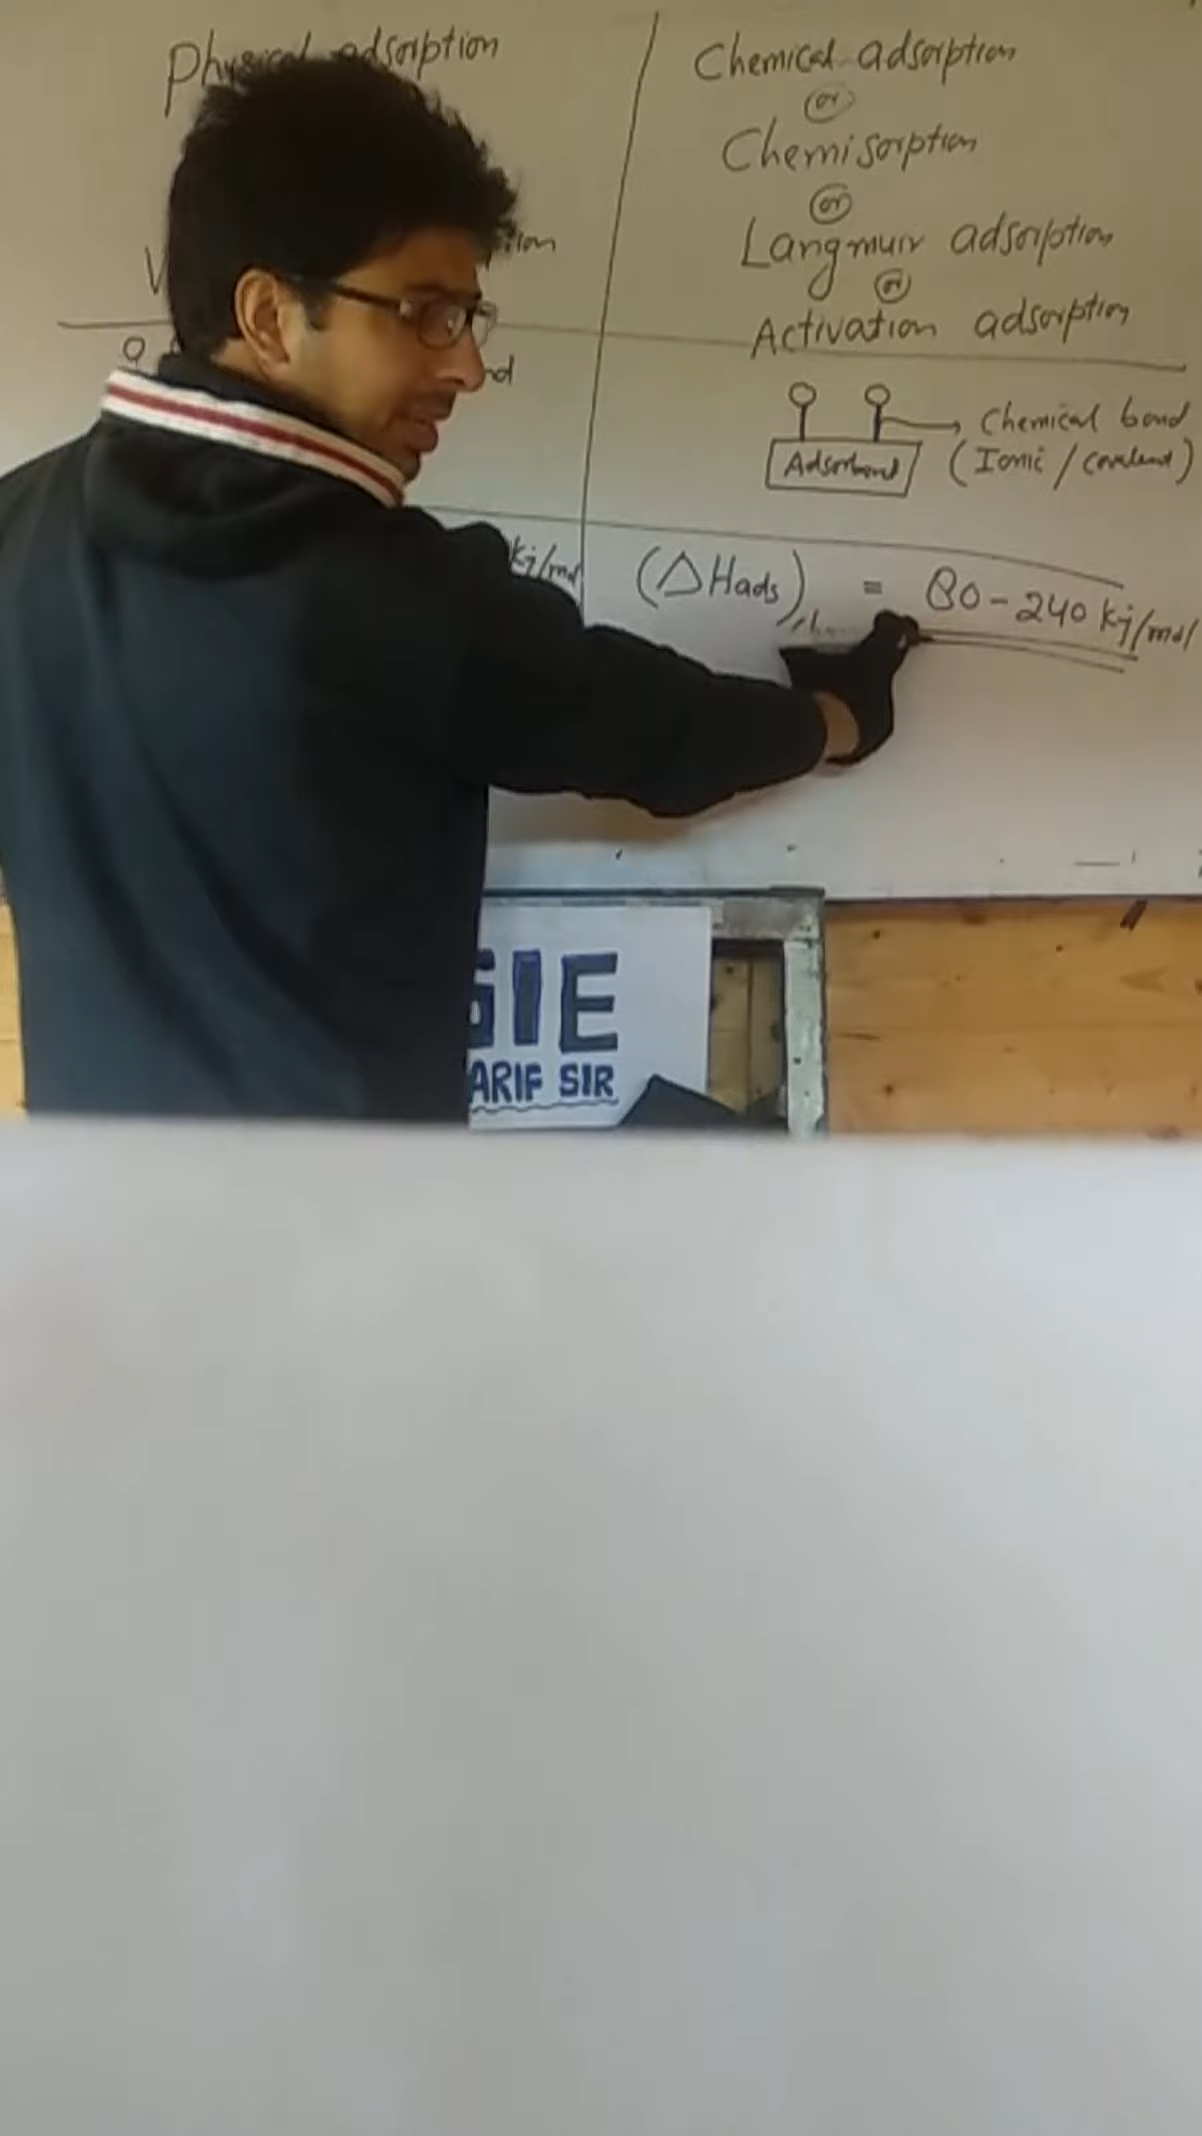 Physical adsorption
Chemical adsorption
or
Chemisorption
or
Langmuir adsorption
or
Activation adsorption
Chemical bond
Adsorbent (Ionic / covalent)
kj/mol
(ΔHads) = 80-240 kj/mol
GIE
ARIF SIR